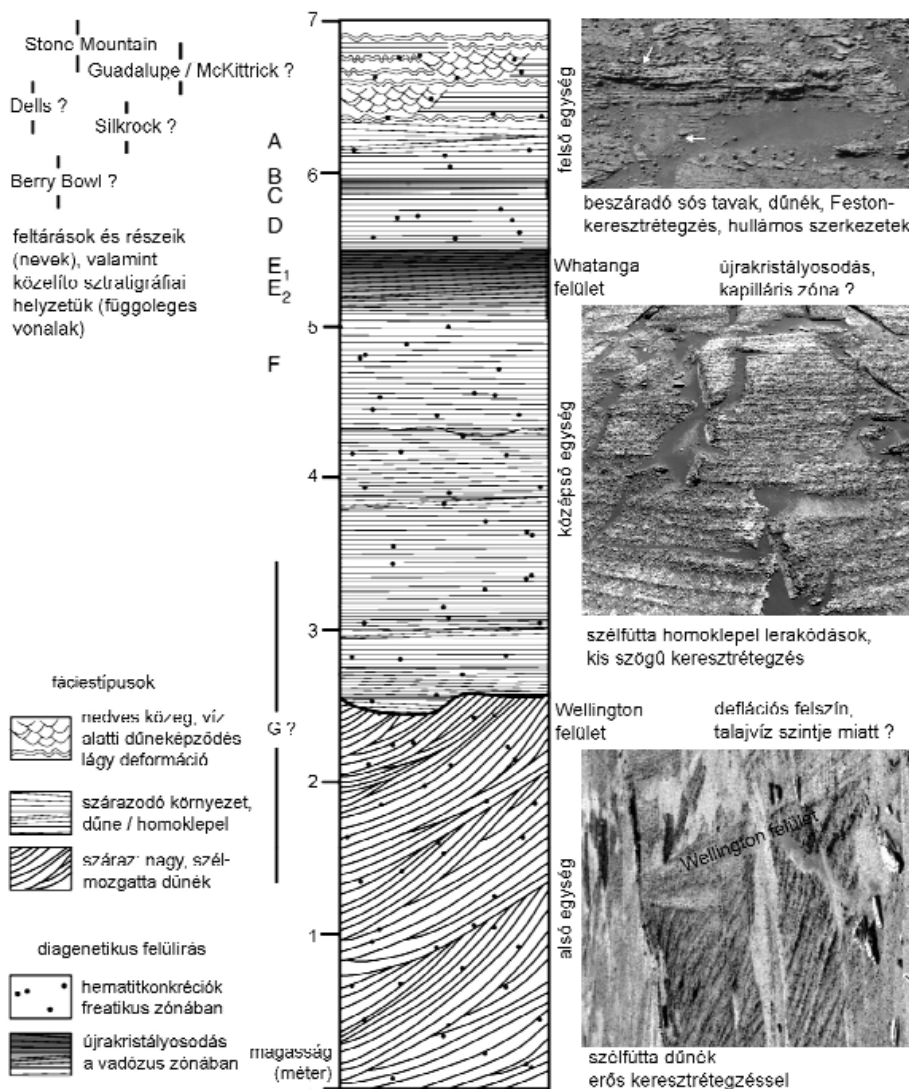 Stone Mountain
Guadalupe / McKittrick ?
Dells ?
Silkrock ?
Berry Bowl ?
feltárások és részeik
(nevek), valamint
közelíto sztratigráfiai
helyzetük (függoleges
vonalak)
7
6
5
4
3
2
1
magasság
(méter)
A
B
C
D
E1
E2
F
G ?
felső egység
középső egység
alsó egység
beszáradó sós tavak, dűnék, Feston-
keresztrétegzés, hullámos szerkezetek
Whatanga
felület
újrakristályosodás,
kapilláris zóna ?
szélfútta homoklepel lerakódások,
kis szögű keresztrétegzés
Wellington
felület
deflációs felszín,
talajvíz szintje miatt ?
Wellington felület
szélfútta dűnék
erős keresztrétegzéssel
fáciestípusok
nedves közeg, víz
alatti dűneképződés
lágy deformáció
szárazodó környezet,
dűne / homoklepel
száraz: nagy, szél-
mozgatta dűnék
diagenetikus felülírás
hematitkonkréciók
freatikus zónában
újrakristályosodás
a vadózus zónában